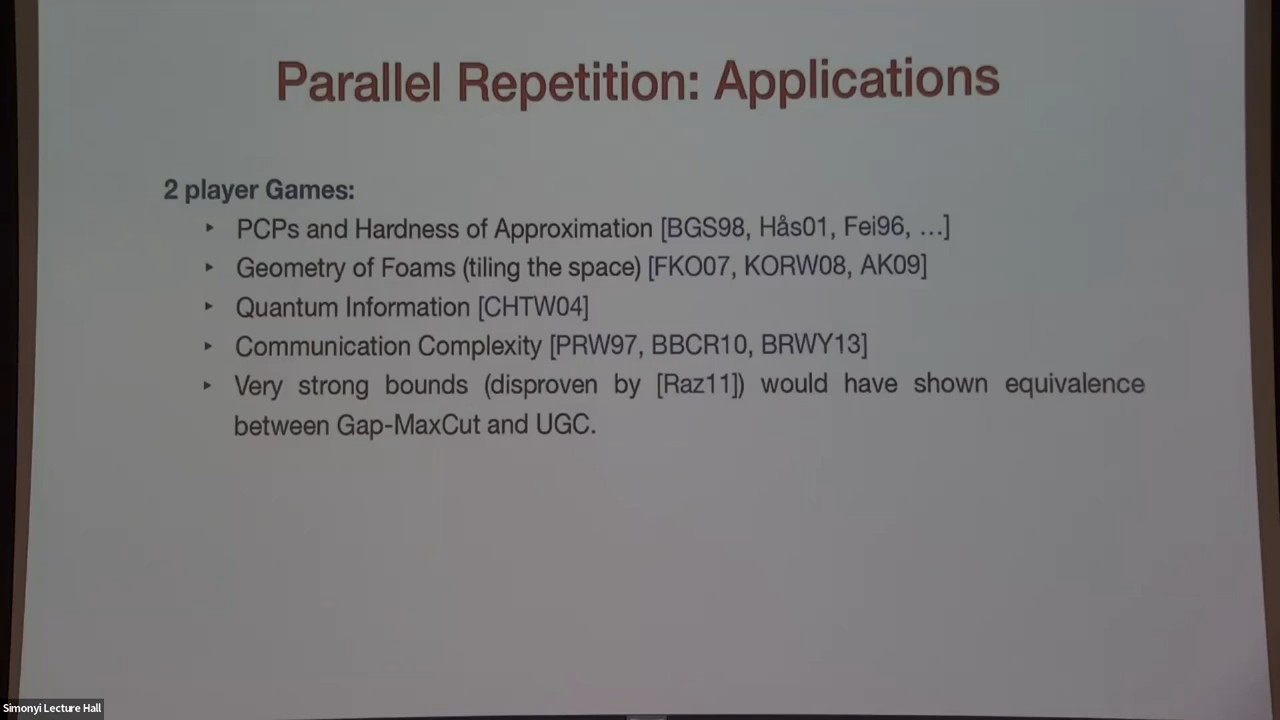 Parallel Repetition: Applications
2 player Games:
‣ PCPs and Hardness of Approximation [BGS98, Hås01, Fei96, …]
‣ Geometry of Foams (tiling the space) [FKO07, KORW08, AK09]
‣ Quantum Information [CHTW04]
‣ Communication Complexity [PRW97, BBCR10, BRWY13]
‣ Very strong bounds (disproven by [Raz11]) would have shown equivalence
between Gap-MaxCut and UGC.
Simonyi Lecture Hall